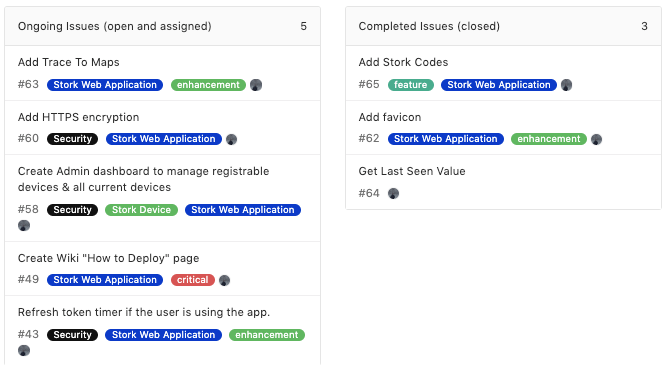 Ongoing Issues (open and assigned) 5
Add Trace To Maps
#63 Stork Web Application enhancement
Add HTTPS encryption
#60 Security Stork Web Application
Create Admin dashboard to manage registrable
devices & all current devices
#58 Security Stork Device Stork Web Application
Create Wiki "How to Deploy" page
#49 Stork Web Application critical
Refresh token timer if the user is using the app.
#43 Security Stork Web Application enhancement
Completed Issues (closed) 3
Add Stork Codes
#65 feature Stork Web Application
Add favicon
#62 Stork Web Application enhancement
Get Last Seen Value
#64